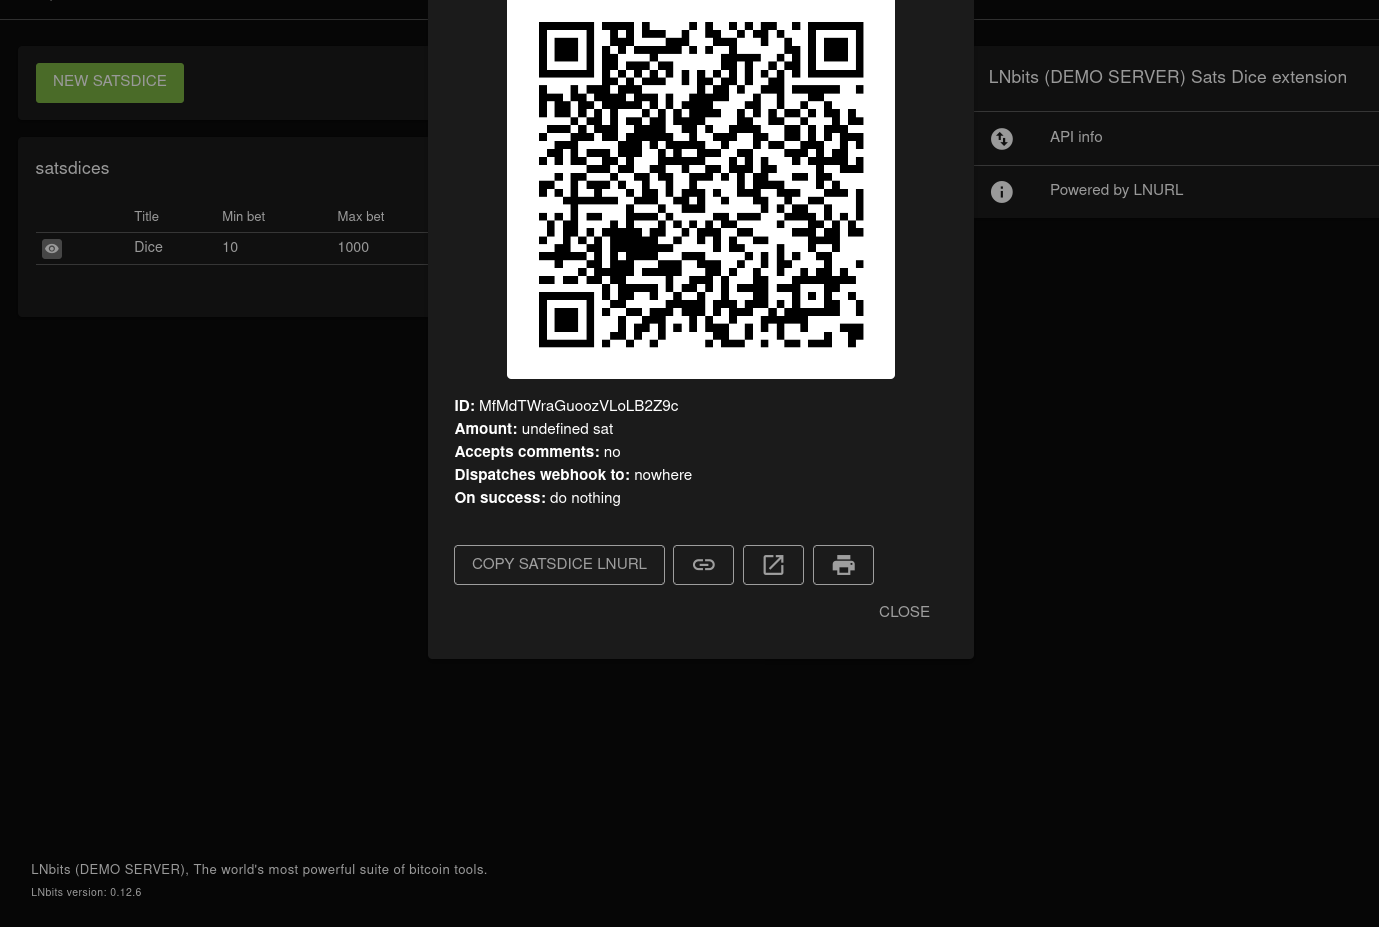 NEW SATSDICE
LNbits (DEMO SERVER) Sats Dice extension
API info
Powered by LNURL
satsdices
Title Min bet Max bet
Dice 10 1000
ID: MfMdTWraGuoozVLoLB2Z9c
Amount: undefined sat
Accepts comments: no
Dispatches webhook to: nowhere
On success: do nothing
COPY SATSDICE LNURL
CLOSE
LNbits (DEMO SERVER), The world's most powerful suite of bitcoin tools.
LNbits version: 0.12.6